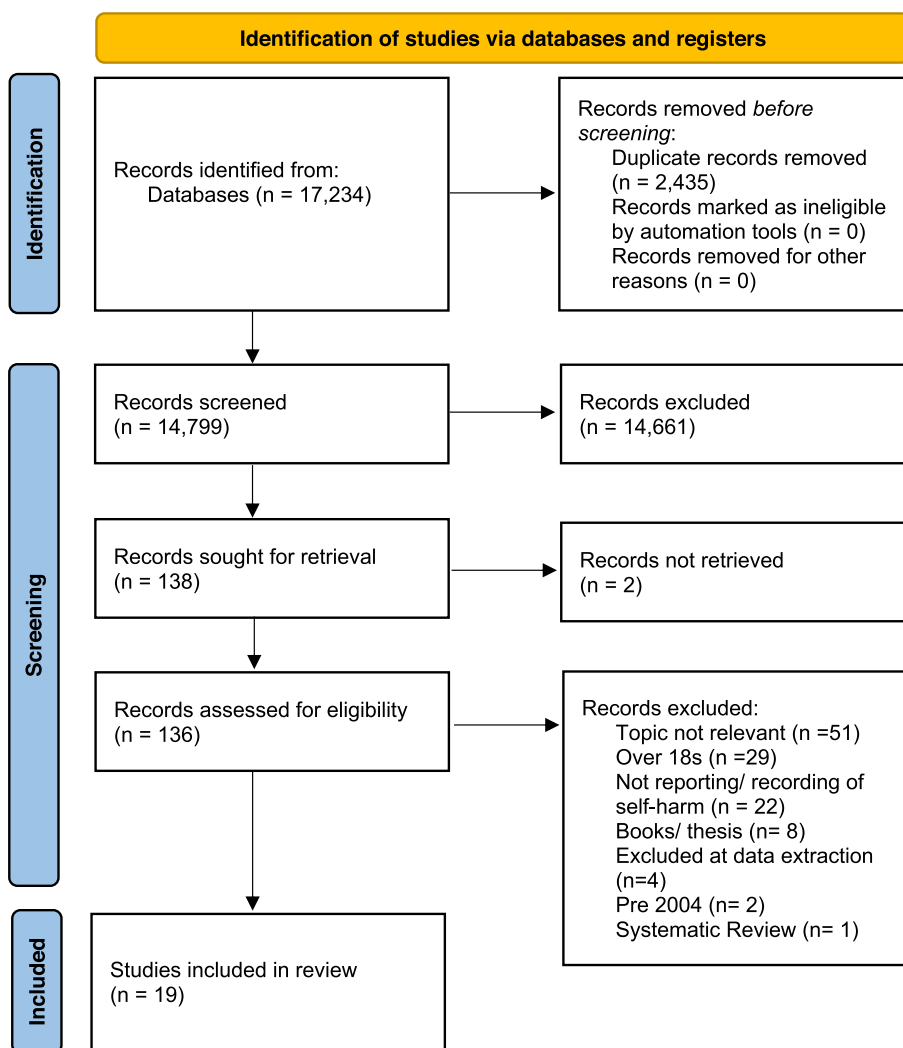 Identification of studies via databases and registers
Identification
Records identified from:
Databases (n = 17,234)
Records removed before
screening:
Duplicate records removed
(n = 2,435)
Records marked as ineligible
by automation tools (n = 0)
Records removed for other
reasons (n = 0)
Screening
Records screened
(n = 14,799)
Records excluded
(n = 14,661)
Records sought for retrieval
(n = 138)
Records not retrieved
(n = 2)
Records assessed for eligibility
(n = 136)
Records excluded:
Topic not relevant (n =51)
Over 18s (n =29)
Not reporting/ recording of
self-harm (n = 22)
Books/ thesis (n= 8)
Excluded at data extraction
(n=4)
Pre 2004 (n= 2)
Systematic Review (n= 1)
Included
Studies included in review
(n = 19)